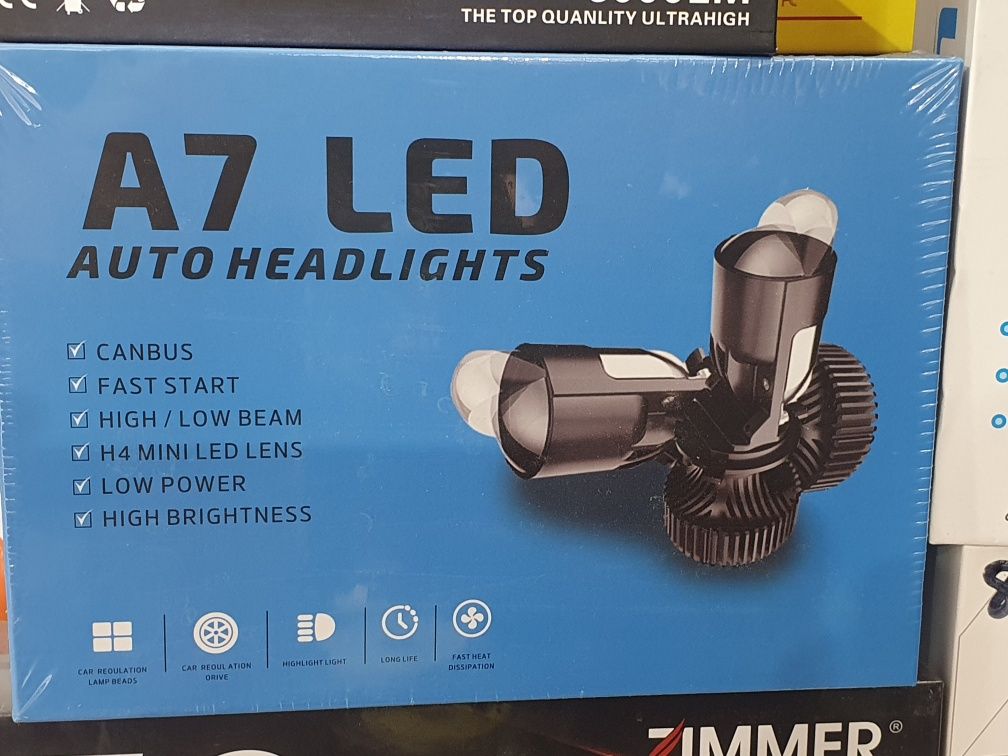 THE TOP QUANLITY ULTRAHIGH
A7 LED
AUTO HEADLIGHTS
CANBUS
FAST START
HIGH / LOW BEAM
H4 MINI LED LENS
LOW POWER
HIGH BRIGHTNESS
CAR REOULATION
LAMP BEADS
CAR REOULATION
ORIVE
HIGHLIGHT LIGHT
LONG LIFE
FAST HEAT
DISSIPATION
ZIMMER®